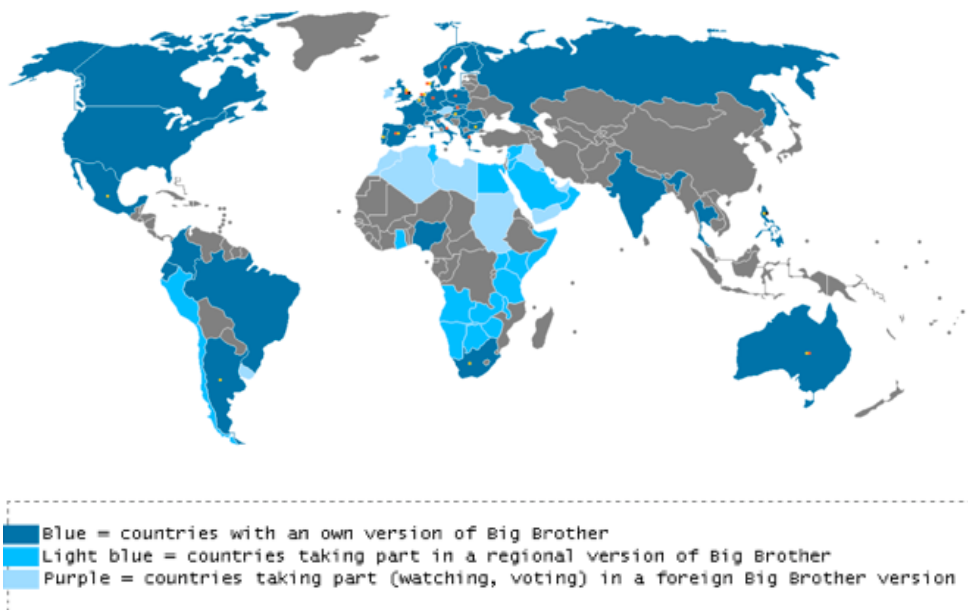 Blue = countries with an own version of Big Brother
Light blue = countries taking part in a regional version of Big Brother
Purple = countries taking part (watching, voting) in a foreign Big Brother version